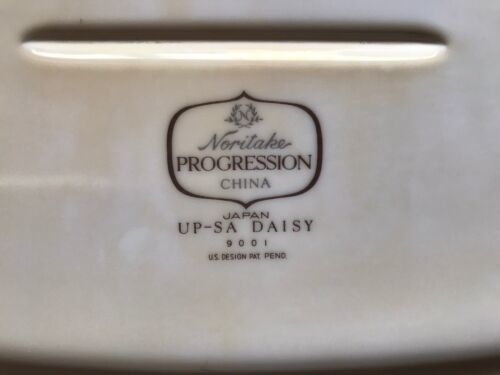 N
Noritake
PROGRESSION
CHINA
JAPAN
UP-SA DAISY
9001
U.S. DESIGN PAT. PEND.